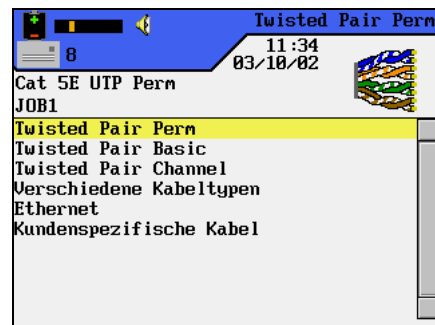 Twisted Pair Perm
11:34
8
03/10/02
Cat 5E UTP Perm
JOB1
Twisted Pair Perm
Twisted Pair Basic
Twisted Pair Channel
Verschiedene Kabeltypen
Ethernet
Kundenspezifische Kabel